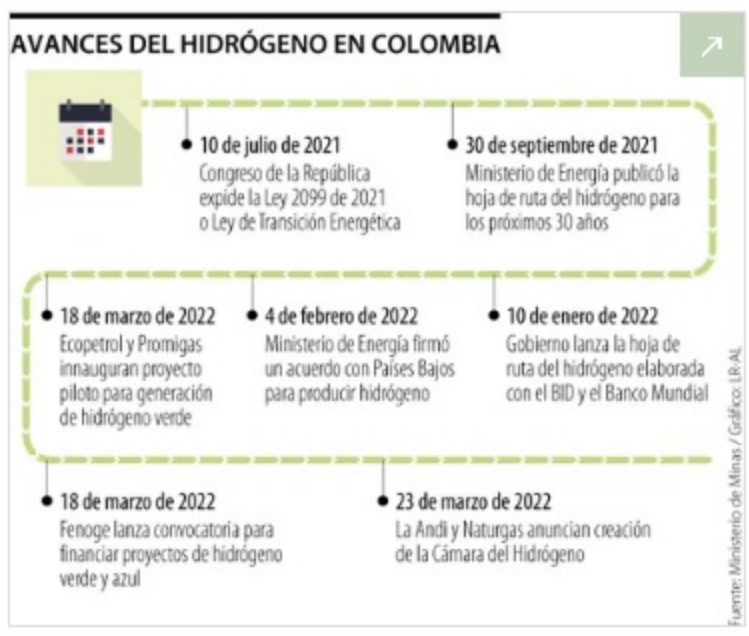 AVANCES DEL HIDRÓGENO EN COLOMBIA
10 de julio de 2021
Congreso de la República
expide la Ley 2099 de 2021
o Ley de Transición Energética
30 de septiembre de 2021
Ministerio de Energía publicó la
hoja de ruta del hidrógeno para
los próximos 30 años
10 de enero de 2022
Gobierno lanza la hoja de
ruta del hidrógeno elaborada
con el BID y el Banco Mundial
4 de febrero de 2022
Ministerio de Energía firmó
un acuerdo con Países Bajos
para producir hidrógeno
18 de marzo de 2022
Ecopetrol y Promigas
innauguran proyecto
piloto para generación
de hidrógeno verde
18 de marzo de 2022
Fenoge lanza convocatoria para
financiar proyectos de hidrógeno
verde y azul
23 de marzo de 2022
La Andi y Naturgas anuncian creación
de la Cámara del Hidrógeno
Fuente: Ministerio de Minas / Gráfico: LR-AL